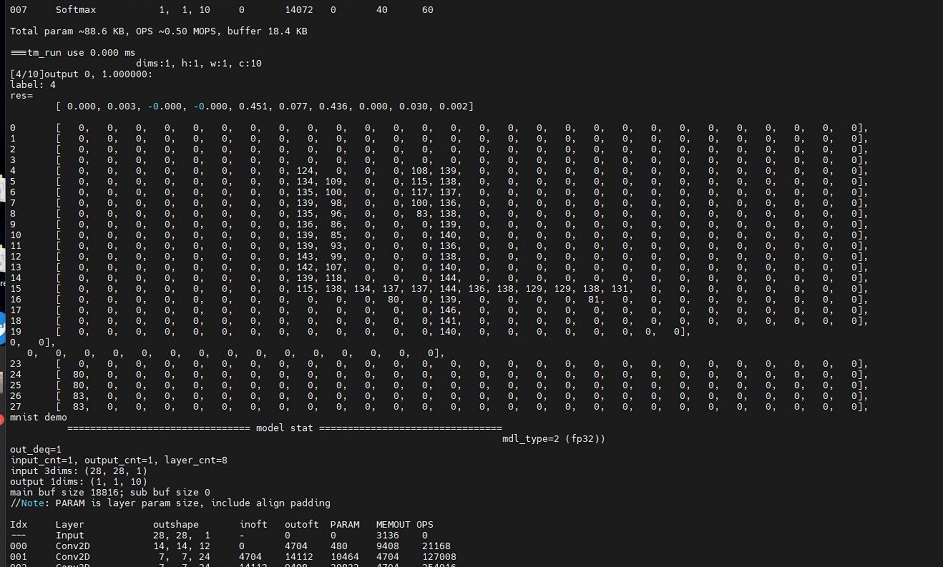 007 Softmax 1, 1, 10 0 14072 0 40 60
Total param ~88.6 KB, OPS ~0.50 MOPS, buffer 18.4 KB
===tm_run use 0.000 ms
dims:1, h:1, w:1, c:10
[4/10]output 0, 1.000000:
label: 4
res=
[ 0.000, 0.003, -0.000, -0.000, 0.451, 0.077, 0.436, 0.000, 0.030, 0.002]
0 [ 0, 0, 0, 0, 0, 0, 0, 0, 0, 0, 0, 0, 0, 0, 0, 0, 0, 0, 0, 0, 0, 0, 0, 0, 0, 0, 0, 0],
1 [ 0, 0, 0, 0, 0, 0, 0, 0, 0, 0, 0, 0, 0, 0, 0, 0, 0, 0, 0, 0, 0, 0, 0, 0, 0, 0, 0, 0],
2 [ 0, 0, 0, 0, 0, 0, 0, 0, 0, 0, 0, 0, 0, 0, 0, 0, 0, 0, 0, 0, 0, 0, 0, 0, 0, 0, 0, 0],
3 [ 0, 0, 0, 0, 0, 0, 0, 0, 0, 0, 0, 0, 0, 0, 0, 0, 0, 0, 0, 0, 0, 0, 0, 0, 0, 0, 0, 0],
4 [ 0, 0, 0, 0, 0, 0, 0, 0, 124, 0, 0, 0, 108, 139, 0, 0, 0, 0, 0, 0, 0, 0, 0, 0, 0, 0, 0, 0],
5 [ 0, 0, 0, 0, 0, 0, 0, 0, 134, 109, 0, 0, 115, 138, 0, 0, 0, 0, 0, 0, 0, 0, 0, 0, 0, 0, 0, 0],
6 [ 0, 0, 0, 0, 0, 0, 0, 0, 135, 100, 0, 0, 117, 137, 0, 0, 0, 0, 0, 0, 0, 0, 0, 0, 0, 0, 0, 0],
7 [ 0, 0, 0, 0, 0, 0, 0, 0, 139, 98, 0, 0, 100, 136, 0, 0, 0, 0, 0, 0, 0, 0, 0, 0, 0, 0, 0, 0],
8 [ 0, 0, 0, 0, 0, 0, 0, 0, 135, 96, 0, 0, 83, 138, 0, 0, 0, 0, 0, 0, 0, 0, 0, 0, 0, 0, 0, 0],
9 [ 0, 0, 0, 0, 0, 0, 0, 0, 136, 86, 0, 0, 0, 139, 0, 0, 0, 0, 0, 0, 0, 0, 0, 0, 0, 0, 0, 0],
10 [ 0, 0, 0, 0, 0, 0, 0, 0, 139, 85, 0, 0, 0, 140, 0, 0, 0, 0, 0, 0, 0, 0, 0, 0, 0, 0, 0, 0],
11 [ 0, 0, 0, 0, 0, 0, 0, 0, 139, 93, 0, 0, 0, 136, 0, 0, 0, 0, 0, 0, 0, 0, 0, 0, 0, 0, 0, 0],
12 [ 0, 0, 0, 0, 0, 0, 0, 0, 143, 99, 0, 0, 0, 138, 0, 0, 0, 0, 0, 0, 0, 0, 0, 0, 0, 0, 0, 0],
13 [ 0, 0, 0, 0, 0, 0, 0, 0, 142, 107, 0, 0, 0, 140, 0, 0, 0, 0, 0, 0, 0, 0, 0, 0, 0, 0, 0, 0],
14 [ 0, 0, 0, 0, 0, 0, 0, 0, 139, 118, 0, 0, 0, 144, 0, 0, 0, 0, 0, 0, 0, 0, 0, 0, 0, 0, 0, 0],
15 [ 0, 0, 0, 0, 0, 0, 0, 0, 115, 138, 134, 137, 137, 144, 136, 138, 129, 129, 138, 131, 0, 0, 0, 0, 0, 0, 0, 0],
16 [ 0, 0, 0, 0, 0, 0, 0, 0, 0, 0, 0, 80, 0, 139, 0, 0, 0, 0, 81, 0, 0, 0, 0, 0, 0, 0, 0, 0],
17 [ 0, 0, 0, 0, 0, 0, 0, 0, 0, 0, 0, 0, 0, 146, 0, 0, 0, 0, 0, 0, 0, 0, 0, 0, 0, 0, 0, 0],
18 [ 0, 0, 0, 0, 0, 0, 0, 0, 0, 0, 0, 0, 0, 141, 0, 0, 0, 0, 0, 0, 0, 0, 0, 0, 0, 0, 0, 0],
19 [ 0, 0, 0, 0, 0, 0, 0, 0, 0, 0, 0, 0, 0, 140, 0, 0, 0, 0, 0, 0, 0, 0],
0, 0],
0, 0, 0, 0, 0, 0, 0, 0, 0, 0, 0, 0, 0, 0, 0],
23 [ 0, 0, 0, 0, 0, 0, 0, 0, 0, 0, 0, 0, 0, 0, 0, 0, 0, 0, 0, 0, 0, 0, 0, 0, 0, 0, 0, 0],
24 [ 80, 0, 0, 0, 0, 0, 0, 0, 0, 0, 0, 0, 0, 0, 0, 0, 0, 0, 0, 0, 0, 0, 0, 0, 0, 0, 0, 0],
25 [ 80, 0, 0, 0, 0, 0, 0, 0, 0, 0, 0, 0, 0, 0, 0, 0, 0, 0, 0, 0, 0, 0, 0, 0, 0, 0, 0, 0],
26 [ 83, 0, 0, 0, 0, 0, 0, 0, 0, 0, 0, 0, 0, 0, 0, 0, 0, 0, 0, 0, 0, 0, 0, 0, 0, 0, 0, 0],
27 [ 83, 0, 0, 0, 0, 0, 0, 0, 0, 0, 0, 0, 0, 0, 0, 0, 0, 0, 0, 0, 0, 0, 0, 0, 0, 0, 0, 0],
mnist demo
================================ model stat ================================
mdl_type=2 (fp32))
out_deq=1
input_cnt=1, output_cnt=1, layer_cnt=8
input 3dims: (28, 28, 1)
output 1dims: (1, 1, 10)
main buf size 18816; sub buf size 0
//Note: PARAM is layer param size, include align padding
Idx Layer outshape inoft outoft PARAM MEMOUT OPS
--- Input 28, 28, 1 - 0 0 3136 0
000 Conv2D 14, 14, 12 0 4704 480 9408 21168
001 Conv2D 7, 7, 24 4704 14112 10464 4704 127008